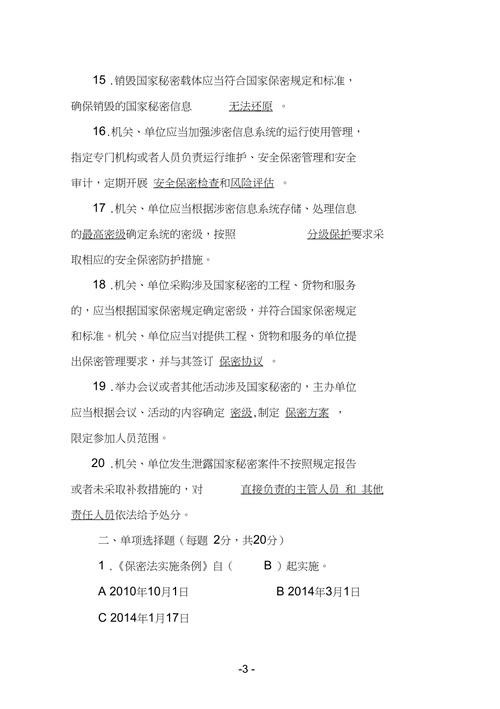 15 .销毁国家秘密载体应当符合国家保密规定和标准，
确保销毁的国家秘密信息 无法还原 。
16.机关、单位应当加强涉密信息系统的运行使用管理，
指定专门机构或者人员负责运行维护、安全保密管理和安全
审计，定期开展 安全保密检查和风险评估 。
17 .机关、单位应当根据涉密信息系统存储、处理信息
的最高密级确定系统的密级，按照 分级保护要求采
取相应的安全保密防护措施。
18 .机关、单位采购涉及国家秘密的工程、货物和服务
的，应当根据国家保密规定确定密级，并符合国家保密规定
和标准。机关、单位应当对提供工程、货物和服务的单位提
出保密管理要求，并与其签订 保密协议 。
19 .举办会议或者其他活动涉及国家秘密的，主办单位
应当根据会议、活动的内容确定 密级,制定 保密方案 ，
限定参加人员范围。
20 .机关、单位发生泄露国家秘密案件不按照规定报告
或者未采取补救措施的，对 直接负责的主管人员 和 其他
责任人员依法给予处分。
二、单项选择题（每题 2分，共20分）
1 .《保密法实施条例》自（ B ）起实施。
A 2010年10月1日 B 2014年3月1日
C 2014年1月17日
-3 -